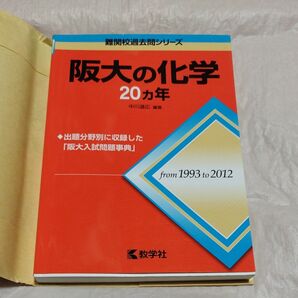 難関校過去問シリーズ
阪大の化学
20カ年
編著
◆出題分野別に収録した
「阪大入試問題事典」
from 1993 to 2012
教学社